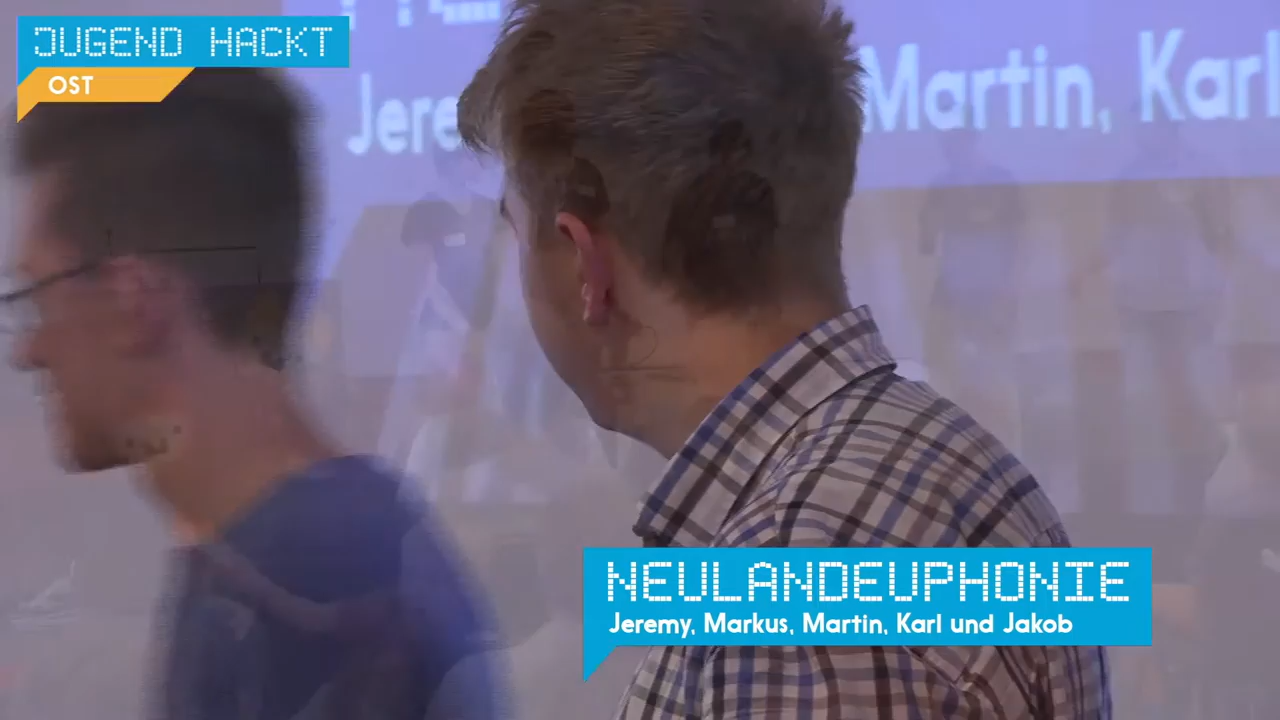 JUGEND HACKT
OST
Martin, Karl
NEULANDEUPHONIE
Jeremy, Markus, Martin, Karl und Jakob